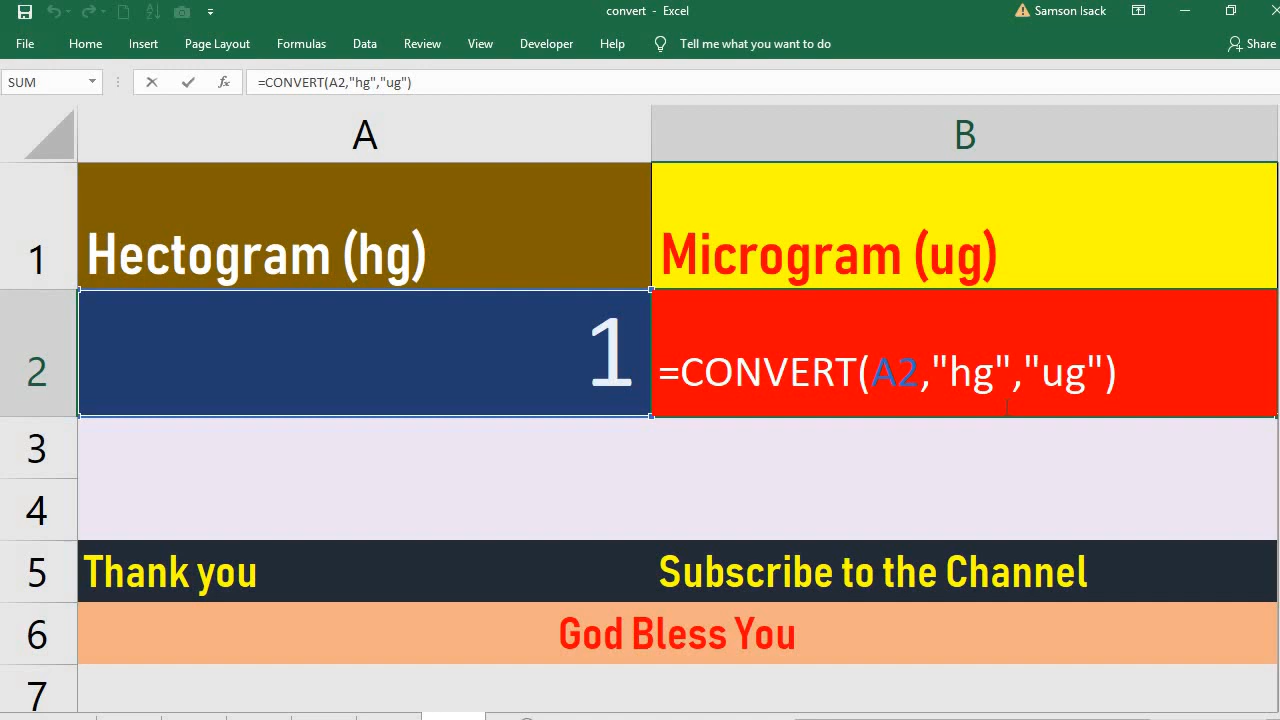 convert - Excel
Samson Isack
File Home Insert Page Layout Formulas Data Review View Developer Help Tell me what you want to do Share
SUM fx =CONVERT(A2,"hg","ug")
A B
1 Hectogram (hg) Microgram (ug)
2 1 =CONVERT(A2,"hg","ug")
3
4
5 Thank you Subscribe to the Channel
6 God Bless You
7